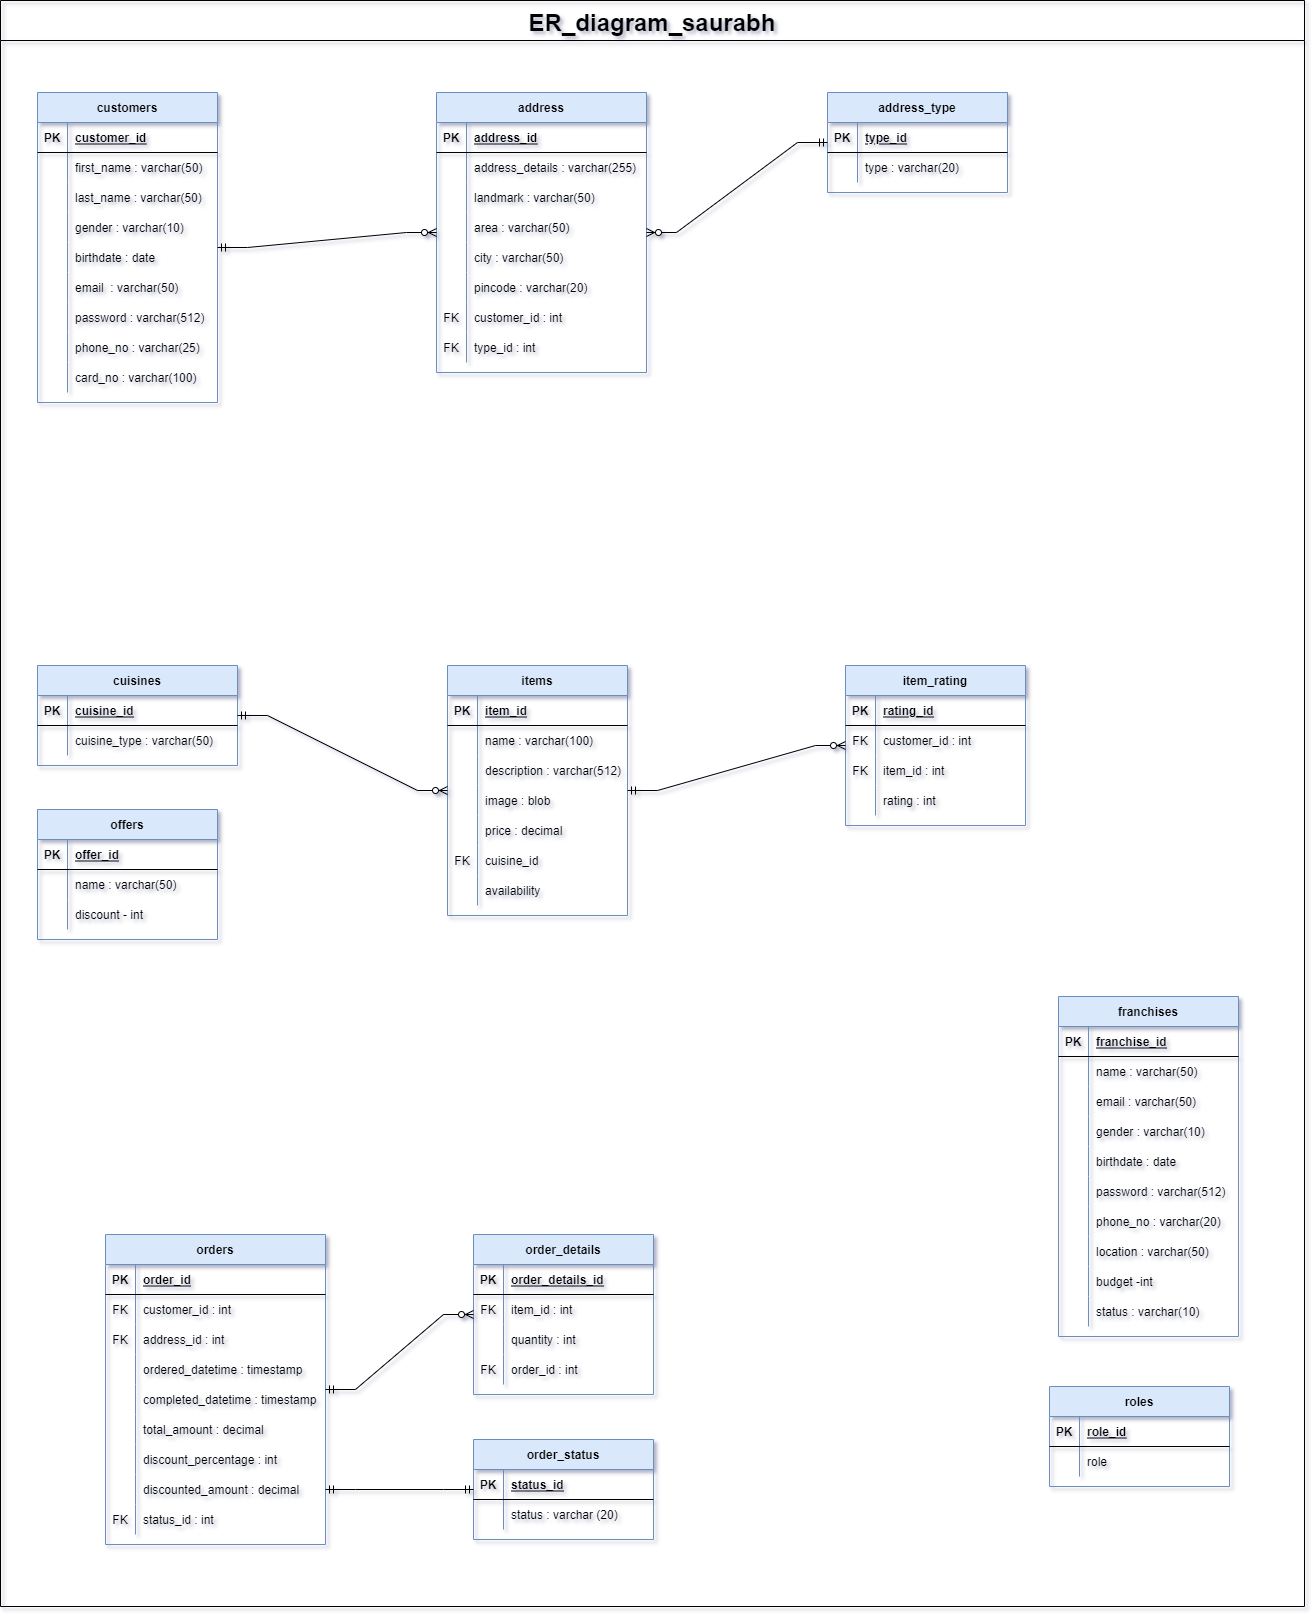 ER_diagram_saurabh
customers
PK customer_id
first_name : varchar(50)
last_name : varchar(50)
gender : varchar(10)
birthdate : date
email  : varchar(50)
password : varchar(512)
phone_no : varchar(25)
card_no : varchar(100)
address
PK address_id
address_details : varchar(255)
landmark : varchar(50)
area : varchar(50)
city : varchar(50)
pincode : varchar(20)
FK customer_id : int
FK type_id : int
address_type
PK type_id
type : varchar(20)
cuisines
PK cuisine_id
cuisine_type : varchar(50)
offers
PK offer_id
name : varchar(50)
discount - int
items
PK item_id
name : varchar(100)
description : varchar(512)
image : blob
price : decimal
FK cuisine_id
availability
item_rating
PK rating_id
FK customer_id : int
FK item_id : int
rating : int
franchises
PK franchise_id
name : varchar(50)
email : varchar(50)
gender : varchar(10)
birthdate : date
password : varchar(512)
phone_no : varchar(20)
location : varchar(50)
budget -int
status : varchar(10)
orders
PK order_id
FK customer_id : int
FK address_id : int
ordered_datetime : timestamp
completed_datetime : timestamp
total_amount : decimal
discount_percentage : int
discounted_amount : decimal
FK status_id : int
order_details
PK order_details_id
FK item_id : int
quantity : int
FK order_id : int
order_status
PK status_id
status : varchar (20)
roles
PK role_id
role